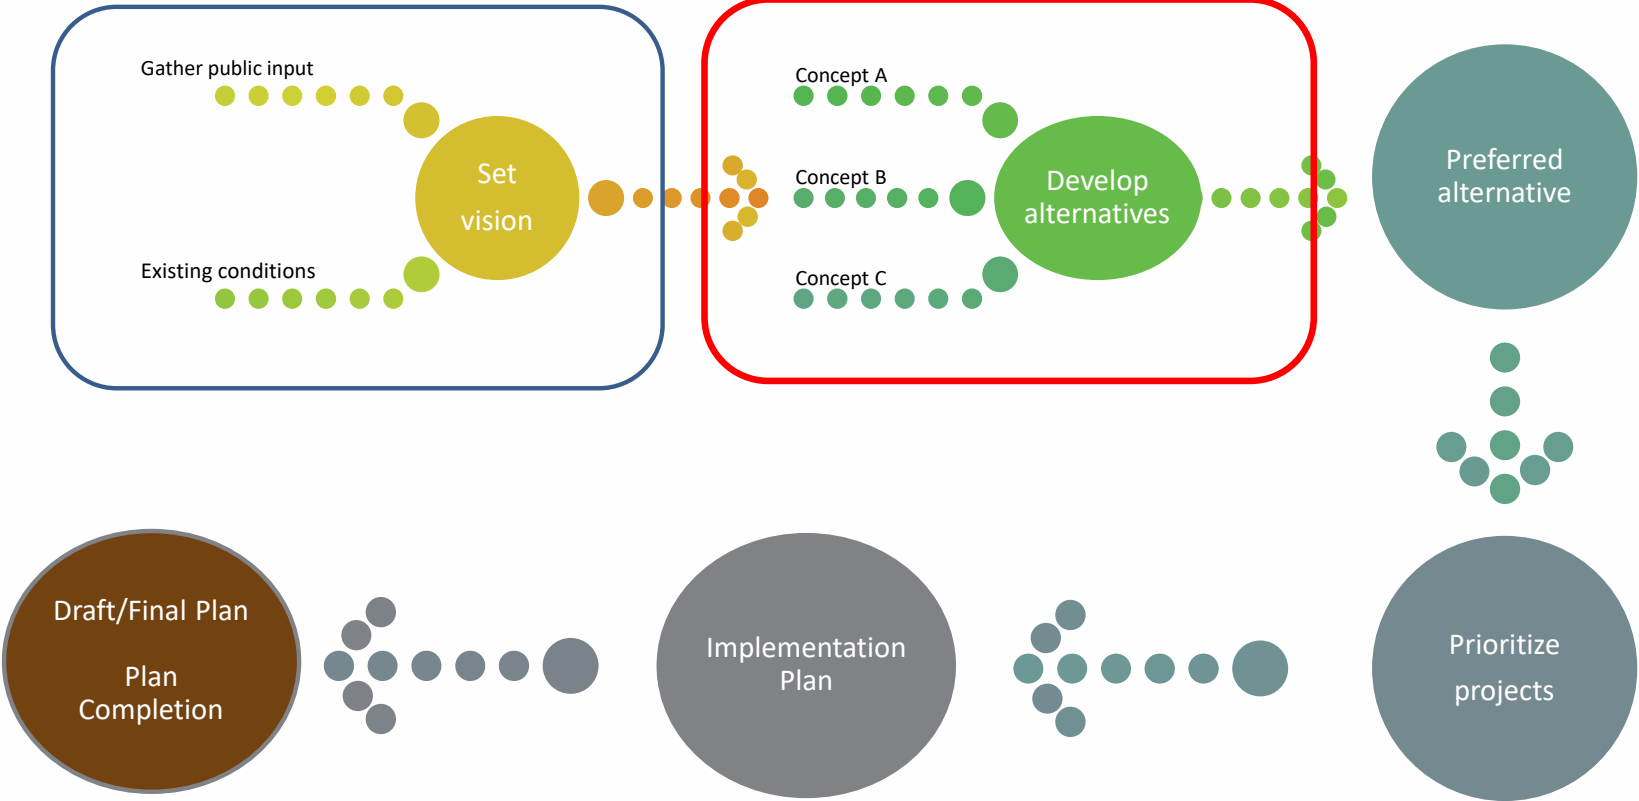 Gather public input
Existing conditions
Set
vision
Concept A
Concept B
Concept C
Develop
alternatives
Preferred
alternative
Prioritize
projects
Implementation
Plan
Draft/Final Plan
Plan
Completion